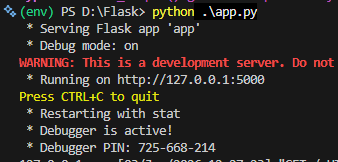 (env) PS D:\Flask> python .\app.py
* Serving Flask app 'app'
* Debug mode: on
WARNING: This is a development server. Do not
* Running on http://127.0.0.1:5000
Press CTRL+C to quit
* Restarting with stat
* Debugger is active!
* Debugger PIN: 725-668-214